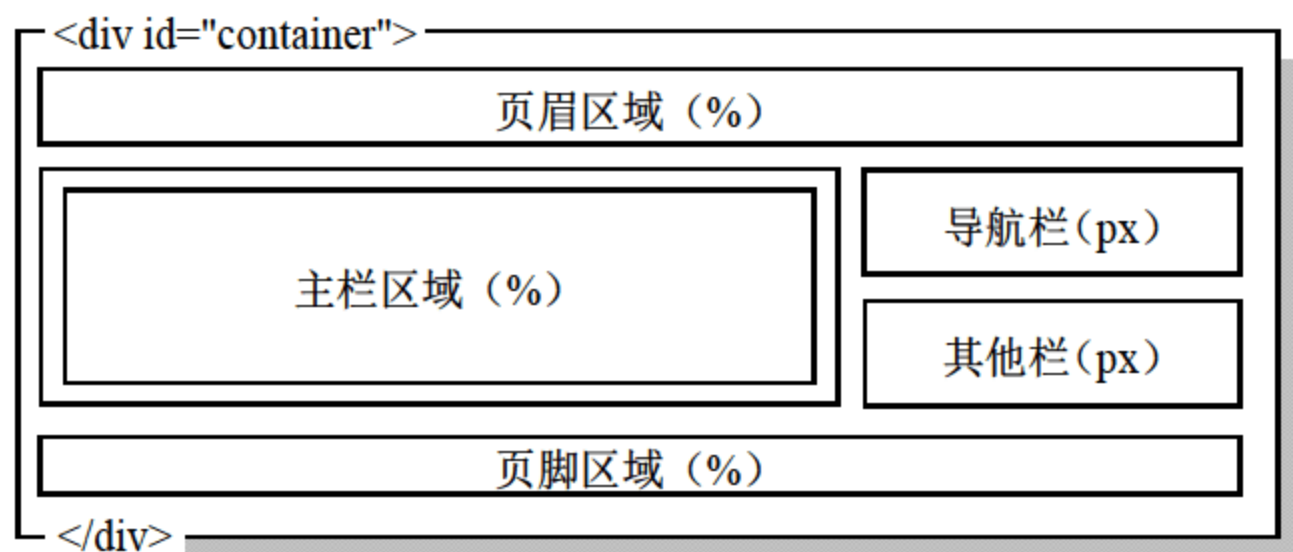 <div id="container">
页眉区域（%）
主栏区域（%）
导航栏（px）
其他栏（px）
页脚区域（%）
</div>